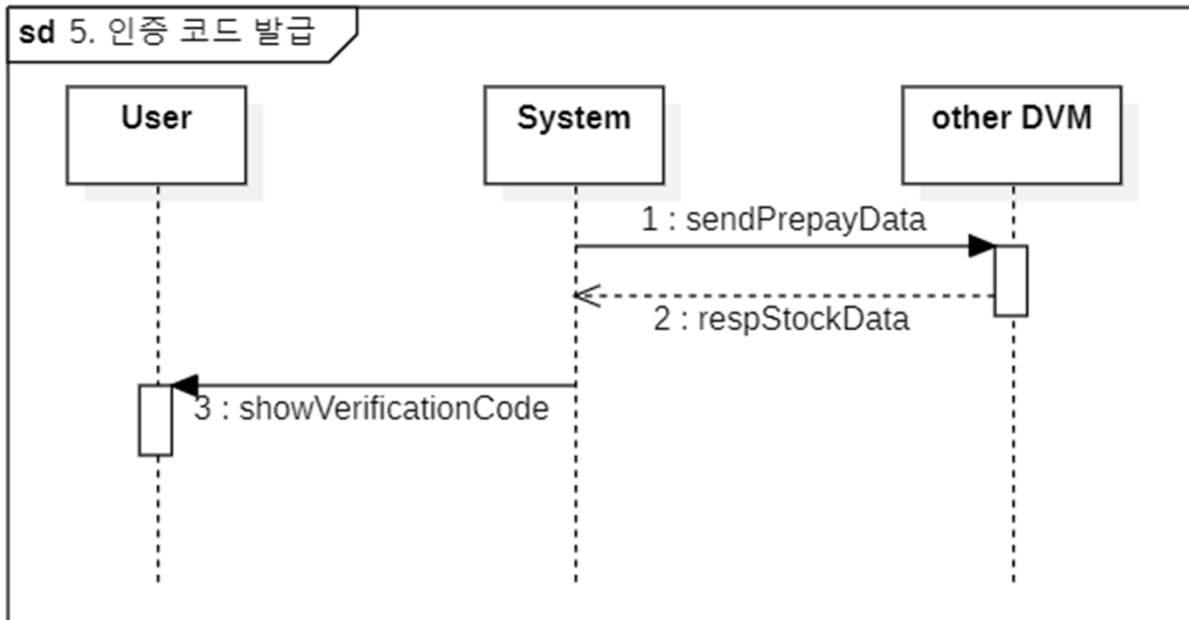 sd 5. 인증 코드 발급
User
System
other DVM
1 : sendPrepayData
2 : respStockData
3 : showVerificationCode